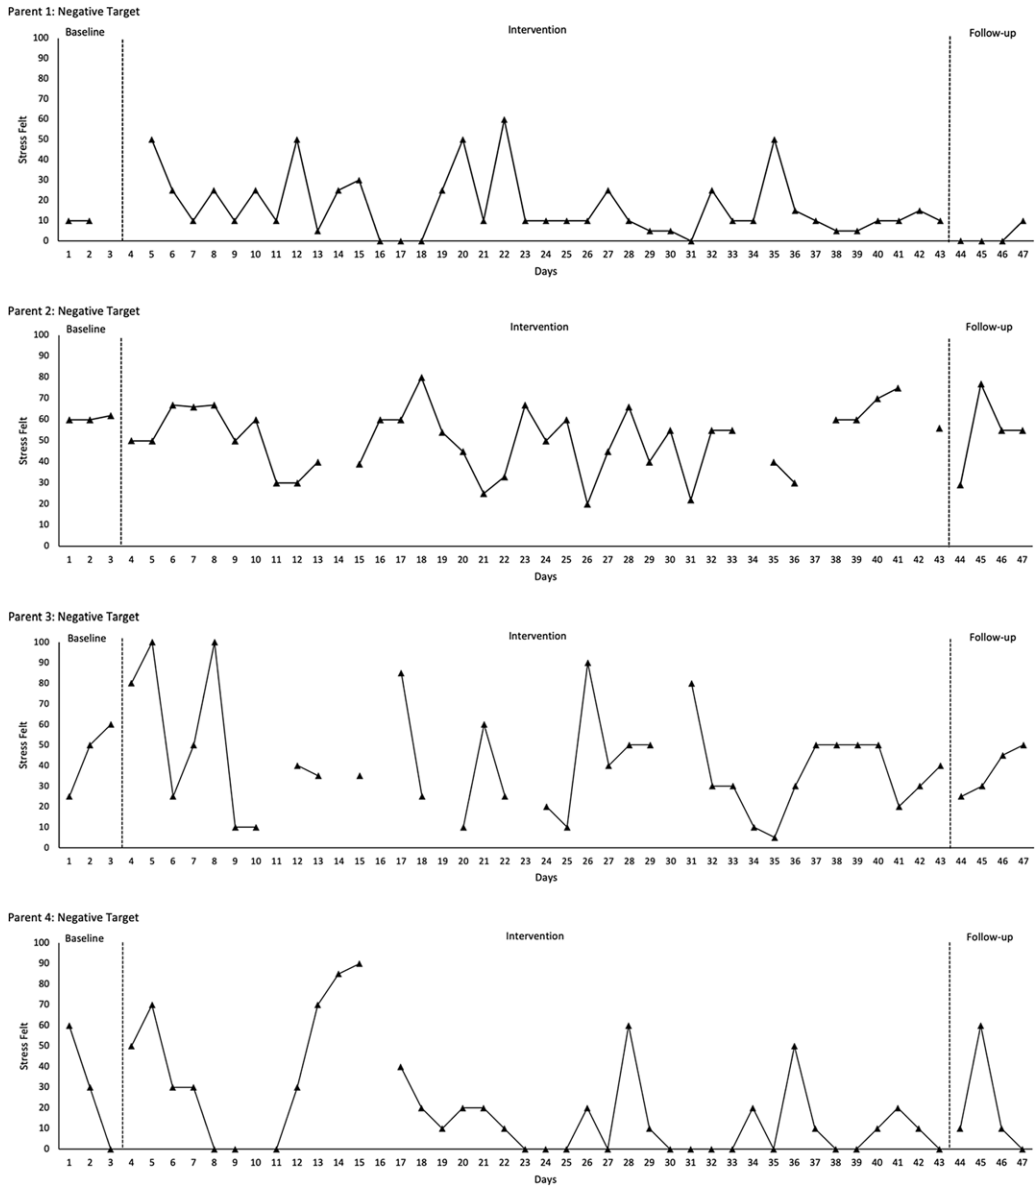 Parent 1: Negative Target
Baseline Intervention Follow-up
100
90
80
70
60
50
40
30
20
10
0
Stress Felt
1 2 3 4 5 6 7 8 9 10 11 12 13 14 15 16 17 18 19 20 21 22 23 24 25 26 27 28 29 30 31 32 33 34 35 36 37 38 39 40 41 42 43 44 45 46 47
Days
Parent 2: Negative Target
Baseline Intervention Follow-up
100
90
80
70
60
50
40
30
20
10
0
Stress Felt
1 2 3 4 5 6 7 8 9 10 11 12 13 14 15 16 17 18 19 20 21 22 23 24 25 26 27 28 29 30 31 32 33 34 35 36 37 38 39 40 41 42 43 44 45 46 47
Days
Parent 3: Negative Target
Baseline Intervention Follow-up
100
90
80
70
60
50
40
30
20
10
0
Stress Felt
1 2 3 4 5 6 7 8 9 10 11 12 13 14 15 16 17 18 19 20 21 22 23 24 25 26 27 28 29 30 31 32 33 34 35 36 37 38 39 40 41 42 43 44 45 46 47
Days
Parent 4: Negative Target
Baseline Intervention Follow-up
100
90
80
70
60
50
40
30
20
10
0
Stress Felt
1 2 3 4 5 6 7 8 9 10 11 12 13 14 15 16 17 18 19 20 21 22 23 24 25 26 27 28 29 30 31 32 33 34 35 36 37 38 39 40 41 42 43 44 45 46 47
Days